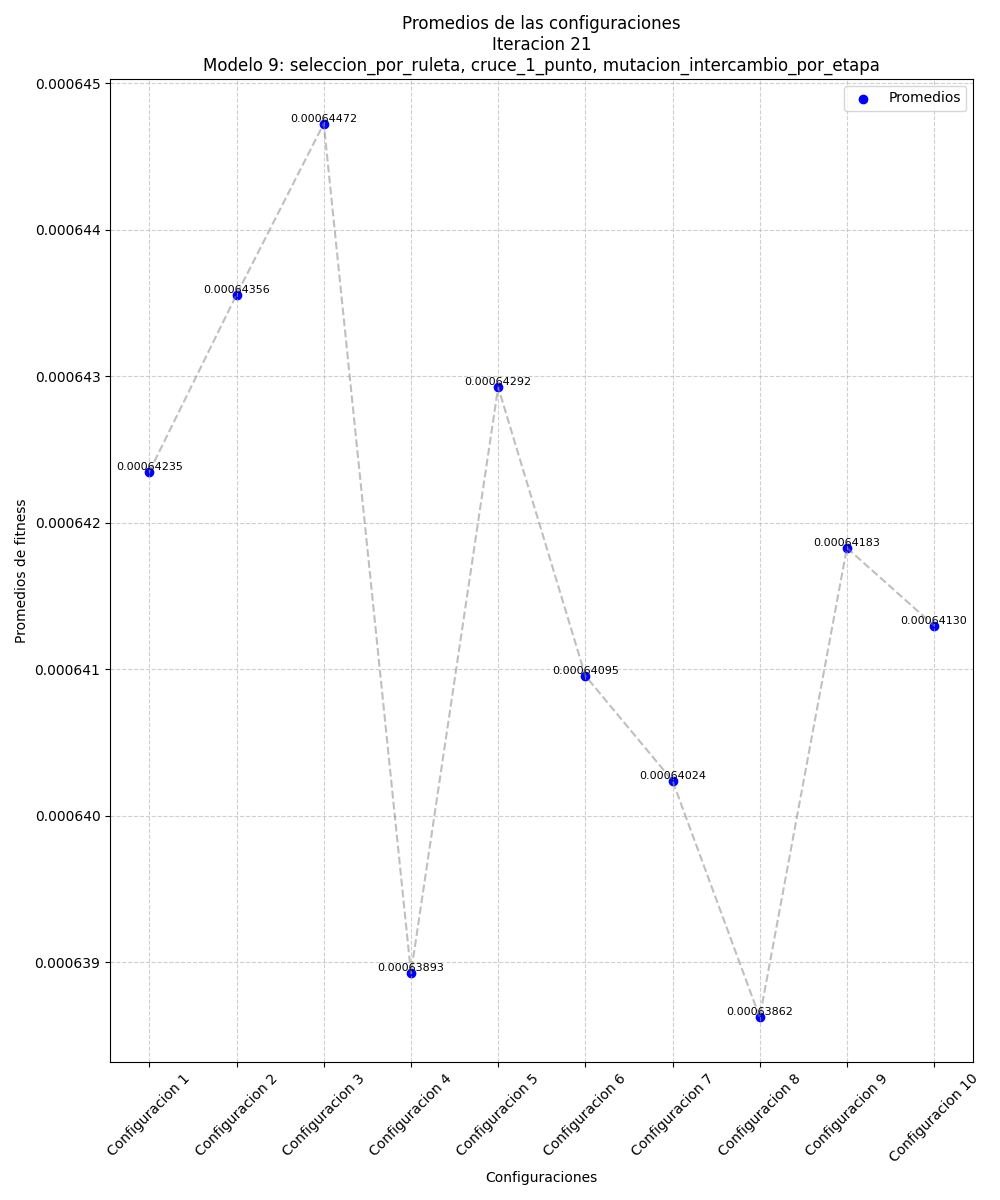 Promedios de las configuraciones
Iteracion 21
Modelo 9: seleccion_por_ruleta, cruce_1_punto, mutacion_intercambio_por_etapa
0.000645
0.000644
0.000643
0.000642
0.000641
0.000640
0.000639
Promedios de fitness
Promedios
0.00064235
0.00064356
0.00064472
0.00063893
0.00064292
0.00064095
0.00064024
0.00063862
0.00064183
0.00064130
Configuracion 1
Configuracion 2
Configuracion 3
Configuracion 4
Configuracion 5
Configuracion 6
Configuracion 7
Configuracion 8
Configuracion 9
Configuracion 10
Configuraciones